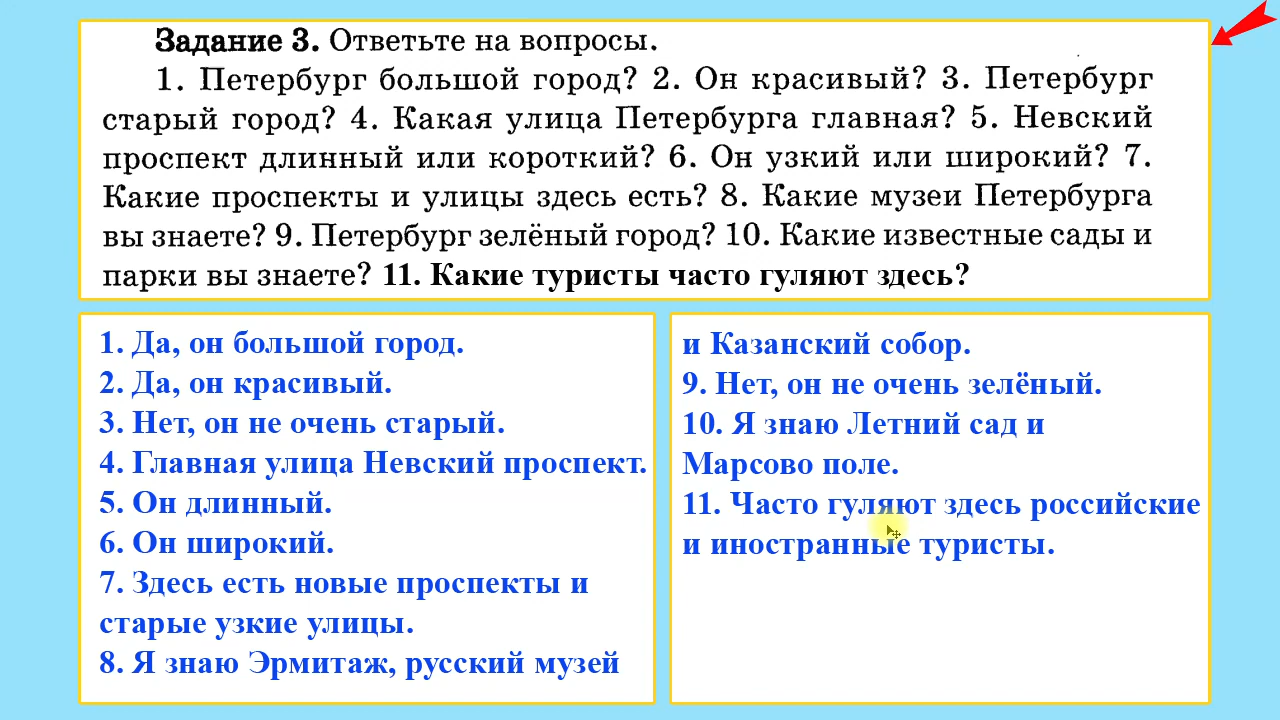 Задание 3. Ответьте на вопросы.
1. Петербург большой город? 2. Он красивый? 3. Петербург
старый город? 4. Какая улица Петербурга главная? 5. Невский
проспект длинный или короткий? 6. Он узкий или широкий? 7.
Какие проспекты и улицы здесь есть? 8. Какие музеи Петербурга
вы знаете? 9. Петербург зелёный город? 10. Какие известные сады и
парки вы знаете? 11. Какие туристы часто гуляют здесь?
1. Да, он большой город.
2. Да, он красивый.
3. Нет, он не очень старый.
4. Главная улица Невский проспект.
5. Он длинный.
6. Он широкий.
7. Здесь есть новые проспекты и
старые узкие улицы.
8. Я знаю Эрмитаж, русский музей
и Казанский собор.
9. Нет, он не очень зелёный.
10. Я знаю Летний сад и
Марсово поле.
11. Часто гуляют здесь российские
и иностранные туристы.